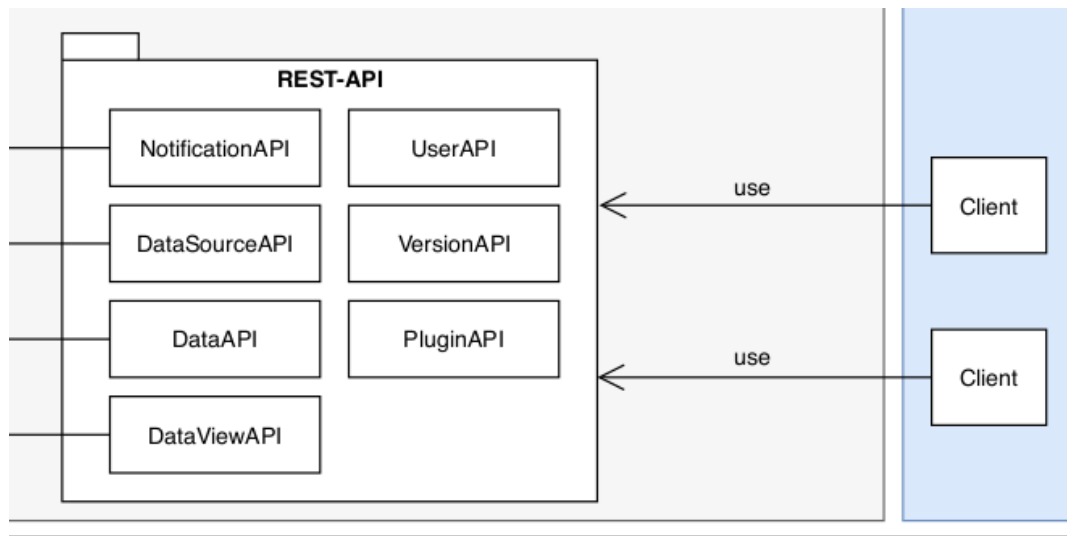 REST-API
NotificationAPI
UserAPI
DataSourceAPI
VersionAPI
DataAPI
PluginAPI
DataViewAPI
use
Client
use
Client